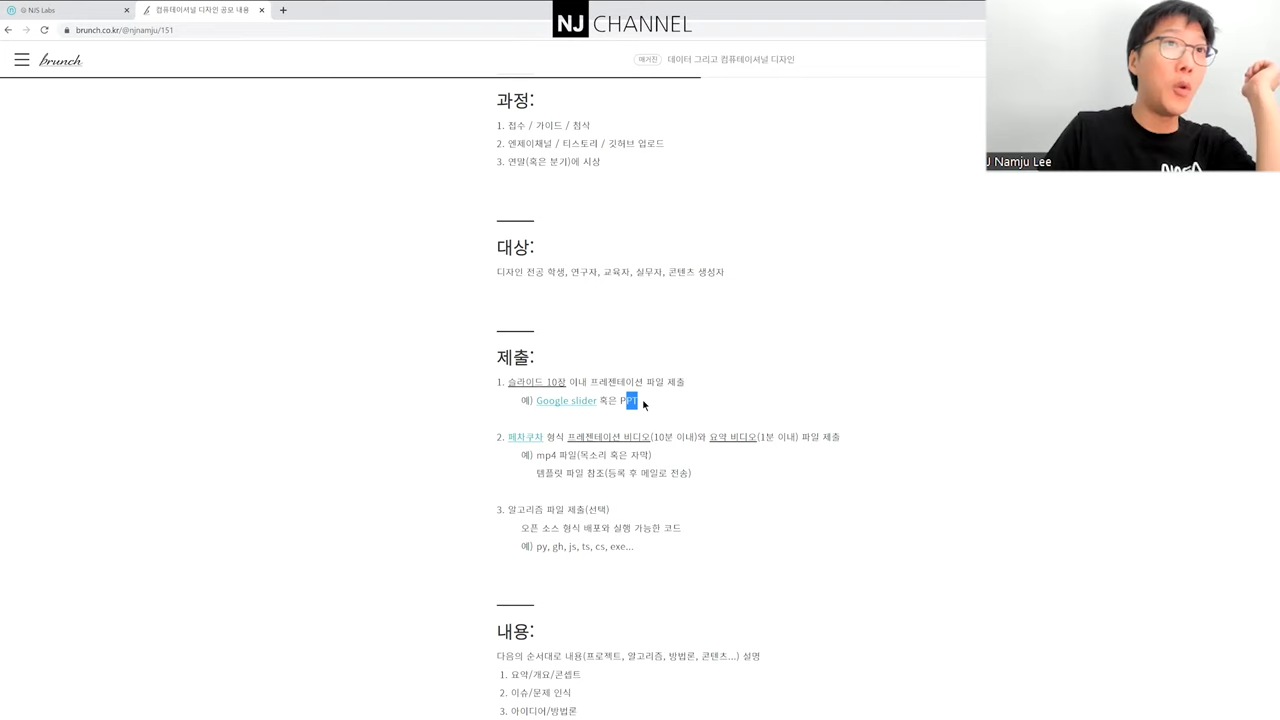 NJS Labs
컴퓨테이셔널 디자인 공모 내용
brunch.co.kr/@njnamju/151
NJ CHANNEL
brunch
매거진 데이터 그리고 컴퓨테이셔널 디자인
J Namju Lee
과정:
1. 접수 / 가이드 / 첨삭
2. 엔제이채널 / 티스토리 / 깃허브 업로드
3. 연말(혹은 분기)에 시상
대상:
디자인 전공 학생, 연구자, 교육자, 실무자, 콘텐츠 생성자
제출:
1. 슬라이드 10장 이내 프레젠테이션 파일 제출
예) Google slider 혹은 PPT
2. 페차쿠차 형식 프레젠테이션 비디오(10분 이내)와 요약 비디오(1분 이내) 파일 제출
예) mp4 파일(목소리 혹은 자막)
템플릿 파일 참조(등록 후 메일로 전송)
3. 알고리즘 파일 제출(선택)
오픈 소스 형식 배포와 실행 가능한 코드
예) py, gh, js, ts, cs, exe...
내용:
다음의 순서대로 내용(프로젝트, 알고리즘, 방법론, 콘텐츠...) 설명
1. 요약/개요/콘셉트
2. 이슈/문제 인식
3. 아이디어/방법론